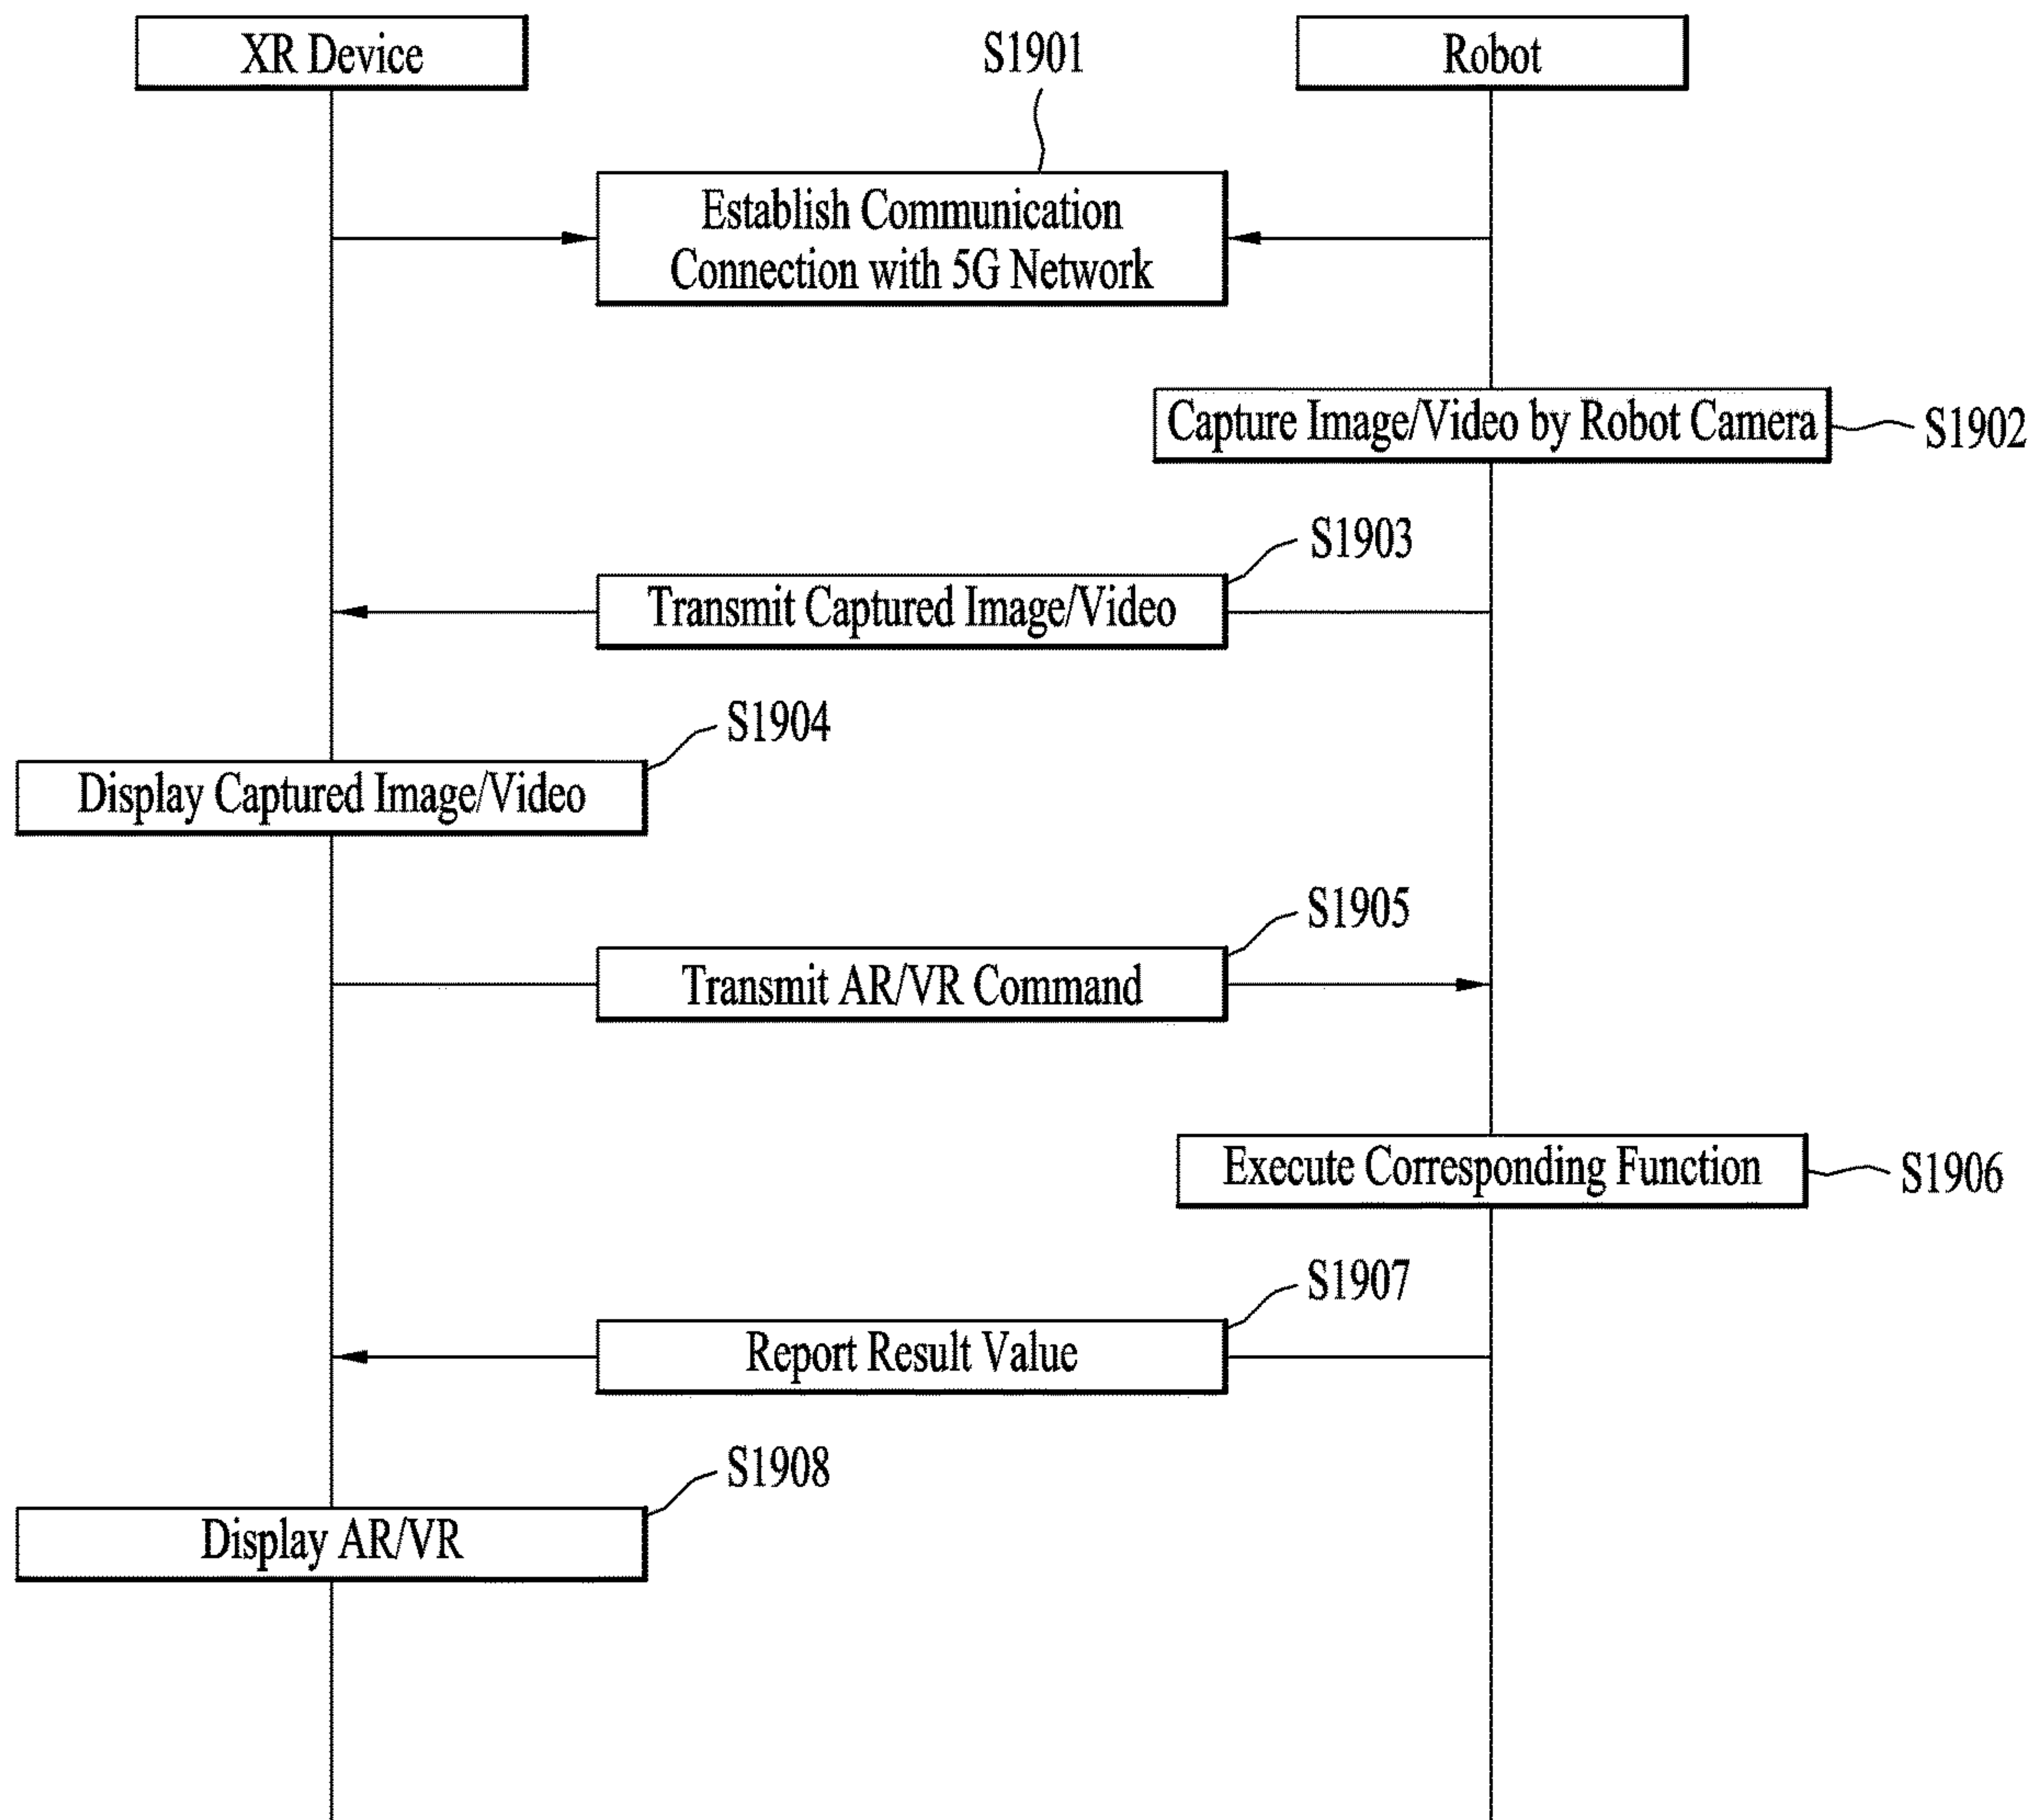 XR Device
Robot
S1901
Establish Communication
Connection with 5G Network
Capture Image/Video by Robot Camera
S1902
S1903
Transmit Captured Image/Video
S1904
Display Captured Image/Video
S1905
Transmit AR/VR Command
Execute Corresponding Function
S1906
S1907
Report Result Value
S1908
Display AR/VR